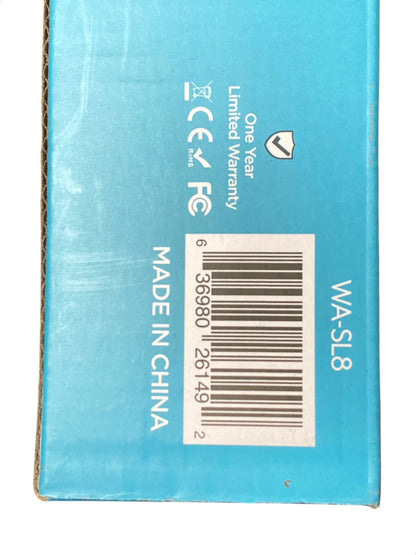 WA-SL8
One Year
Limited Warranty
CE RoHS FC
6 36980 26149 2
MADE IN CHINA